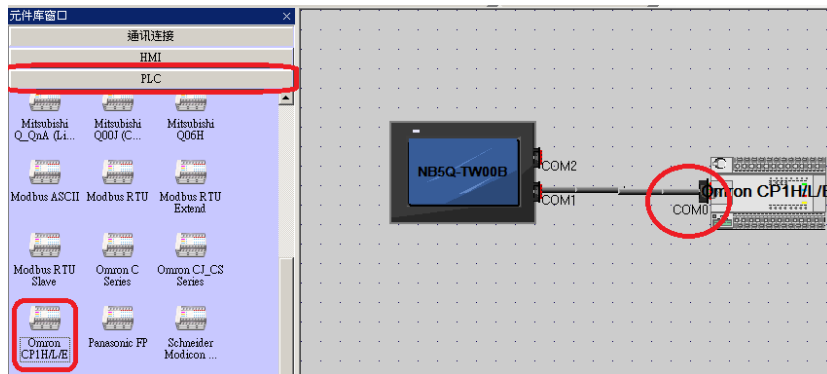 元件库窗口
通讯连接
HMI
PLC
Mitsubishi Q_QnA (Li...
Mitsubishi Q00J (C...
Mitsubishi Q06H
Modbus ASCII
Modbus RTU
Modbus RTU Extend
Modbus RTU Slave
Omron C Series
Omron CJ_CS Series
Omron CP1H/L/E
Panasonic FP
Schneider Modicon ...
NB5Q-TW00B
COM2
COM1
COM0
Omron CP1H/L/E